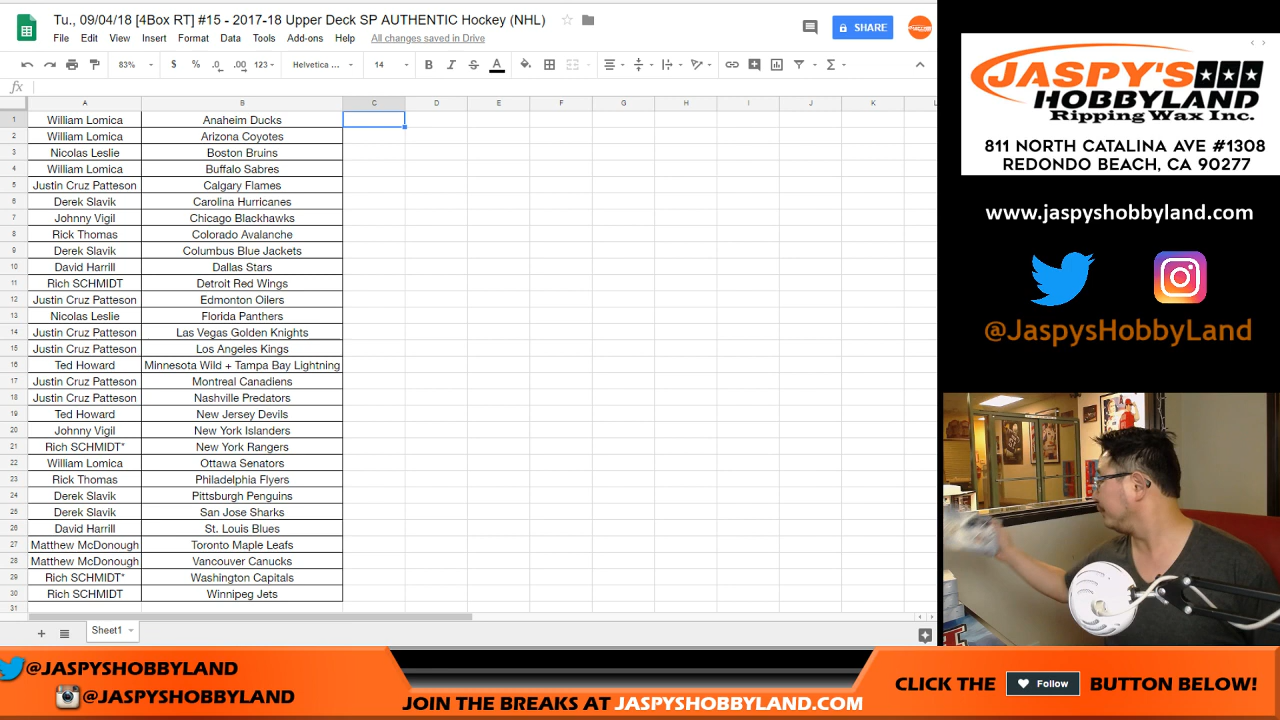 Tu., 09/04/18 [4Box RT] #15 - 2017-18 Upper Deck SP AUTHENTIC Hockey (NHL)
File Edit View Insert Format Data Tools Add-ons Help All changes saved in Drive
SHARE
83% $ % .0 .00 123 Helvetica ... 14 B I S A
fx
A B C D E F G H I J K L
1 William Lomica Anaheim Ducks
2 William Lomica Arizona Coyotes
3 Nicolas Leslie Boston Bruins
4 William Lomica Buffalo Sabres
5 Justin Cruz Patteson Calgary Flames
6 Derek Slavik Carolina Hurricanes
7 Johnny Vigil Chicago Blackhawks
8 Rick Thomas Colorado Avalanche
9 Derek Slavik Columbus Blue Jackets
10 David Harrill Dallas Stars
11 Rich SCHMIDT Detroit Red Wings
12 Justin Cruz Patteson Edmonton Oilers
13 Nicolas Leslie Florida Panthers
14 Justin Cruz Patteson Las Vegas Golden Knights
15 Justin Cruz Patteson Los Angeles Kings
16 Ted Howard Minnesota Wild + Tampa Bay Lightning
17 Justin Cruz Patteson Montreal Canadiens
18 Justin Cruz Patteson Nashville Predators
19 Ted Howard New Jersey Devils
20 Johnny Vigil New York Islanders
21 Rich SCHMIDT* New York Rangers
22 William Lomica Ottawa Senators
23 Rick Thomas Philadelphia Flyers
24 Derek Slavik Pittsburgh Penguins
25 Derek Slavik San Jose Sharks
26 David Harrill St. Louis Blues
27 Matthew McDonough Toronto Maple Leafs
28 Matthew McDonough Vancouver Canucks
29 Rich SCHMIDT* Washington Capitals
30 Rich SCHMIDT Winnipeg Jets
31
Sheet1
JASPY'S
HOBBYLAND
Ripping Wax Inc.
811 NORTH CATALINA AVE #1308
REDONDO BEACH, CA 90277
www.jaspyshobbyland.com
@JaspysHobbyLand
@JASPYSHOBBYLAND
@JASPYSHOBBYLAND
JOIN THE BREAKS AT JASPYSHOBBYLAND.COM
CLICK THE Follow BUTTON BELOW!